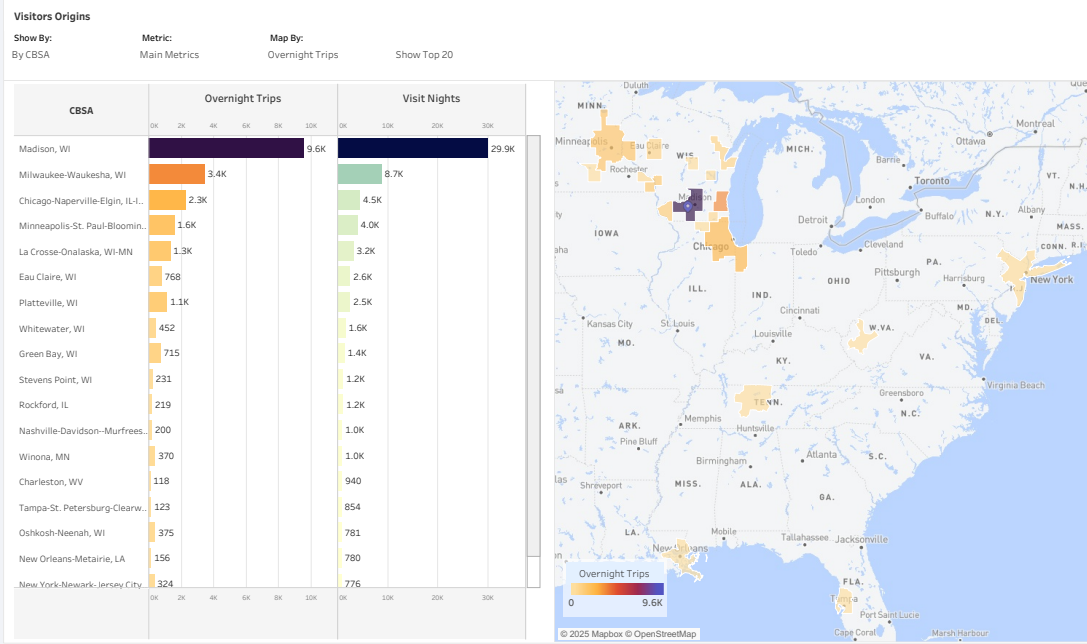 Visitors Origins
Show By:
Metric:
Map By:
By CBSA
Main Metrics
Overnight Trips
Show Top 20
CBSA
Overnight Trips
Visit Nights
0K 2K 4K 6K 8K 10K
0K 10K 20K 30K
Madison, WI 9.6K 29.9K
Milwaukee-Waukesha, WI 3.4K 8.7K
Chicago-Naperville-Elgin, IL-I.. 2.3K 4.5K
Minneapolis-St. Paul-Bloomin.. 1.6K 4.0K
La Crosse-Onalaska, WI-MN 1.3K 3.2K
Eau Claire, WI 768 2.6K
Platteville, WI 1.1K 2.5K
Whitewater, WI 452 1.6K
Green Bay, WI 715 1.4K
Stevens Point, WI 231 1.2K
Rockford, IL 219 1.2K
Nashville-Davidson--Murfrees.. 200 1.0K
Winona, MN 370 1.0K
Charleston, WV 118 940
Tampa-St. Petersburg-Clearw.. 123 854
Oshkosh-Neenah, WI 375 781
New Orleans-Metairie, LA 156 780
New York-Newark-Jersey City 324 776
0K 2K 4K 6K 8K 10K
0K 10K 20K 30K
Duluth
Que
MINN.
Montreal
Minneapolis
Eau Claire
Ottawa
WIS.
MICH.
Barrie
Rochester
VT.
Toronto
N.H.
Madison
London
N.Y.
Albany
ty
Detroit
Buffalo
MASS.
IOWA
CONN.
R.I.
aha
Chicago
Toledo
Cleveland
PA.
Pittsburgh
Harrisburg
New York
ILL.
IND.
OHIO
N.J.
MD.
Cincinnati
DEL.
Kansas City
St. Louis
W.VA.
Louisville
MO.
VA.
KY.
Virginia Beach
sa
TENN.
Greensboro
Memphis
N.C.
ARK.
Huntsville
Pine Bluff
Atlanta
S.C.
Birmingham
las
Shreveport
MISS.
ALA.
GA.
LA.
Mobile
Tallahassee
Jacksonville
New Orleans
on
Overnight Trips
0
9.6K
FLA.
Tampa
Port Saint Lucie
Cape Coral
Marsh Harbour
© 2025 Mapbox © OpenStreetMap